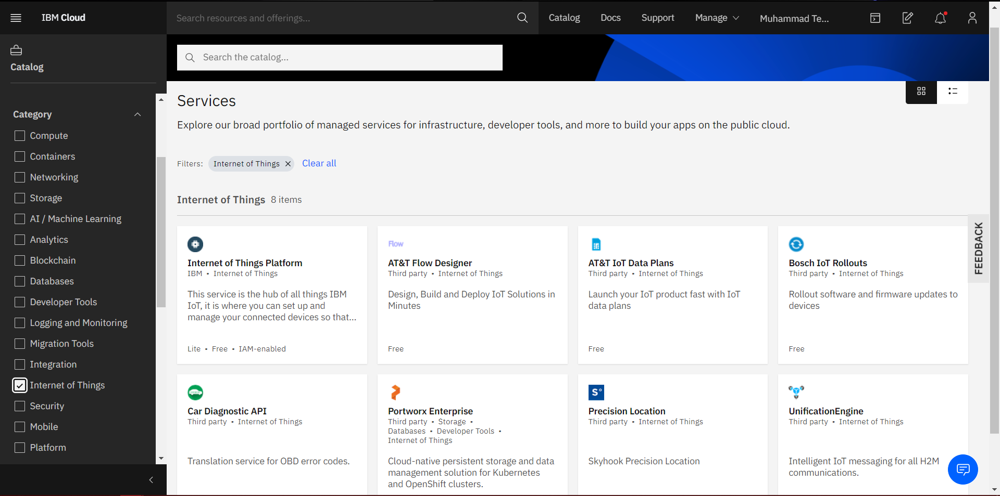 IBM Cloud
Search resources and offerings...
Catalog
Docs
Support
Manage
Muhammad Te...
Catalog
Search the catalog...
Category
Compute
Containers
Networking
Storage
AI / Machine Learning
Analytics
Blockchain
Databases
Developer Tools
Logging and Monitoring
Migration Tools
Integration
Internet of Things
Security
Mobile
Platform
Services
Explore our broad portfolio of managed services for infrastructure, developer tools, and more to build your apps on the public cloud.
Filters: Internet of Things Clear all
Internet of Things 8 items
Internet of Things Platform
IBM • Internet of Things
This service is the hub of all things IBM
IoT, it is where you can set up and
manage your connected devices so that...
Lite • Free • IAM-enabled
Flow
AT&T Flow Designer
Third party • Internet of Things
Design, Build and Deploy IoT Solutions in
Minutes
Free
AT&T IoT Data Plans
Third party • Internet of Things
Launch your IoT product fast with IoT
data plans
Free
Bosch IoT Rollouts
Third party • Internet of Things
Rollout software and firmware updates to
devices
Free
Car Diagnostic API
Third party • Internet of Things
Translation service for OBD error codes.
Portworx Enterprise
Third party • Storage •
Databases • Developer Tools •
Internet of Things
Cloud-native persistent storage and data
management solution for Kubernetes
and OpenShift clusters.
S°
Precision Location
Third party • Internet of Things
Skyhook Precision Location
UnificationEngine
Third party • Internet of Things
Intelligent IoT messaging for all H2M
communications.
FEEDBACK